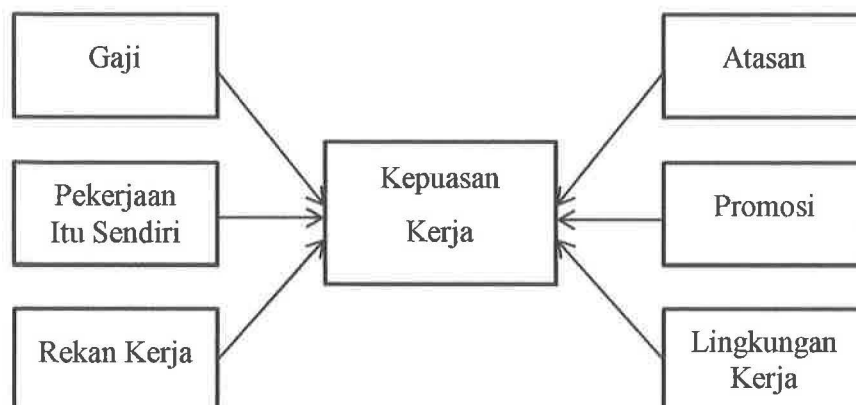 Gaji
Pekerjaan
Itu Sendiri
Rekan Kerja
Kepuasan
Kerja
Atasan
Promosi
Lingkungan
Kerja